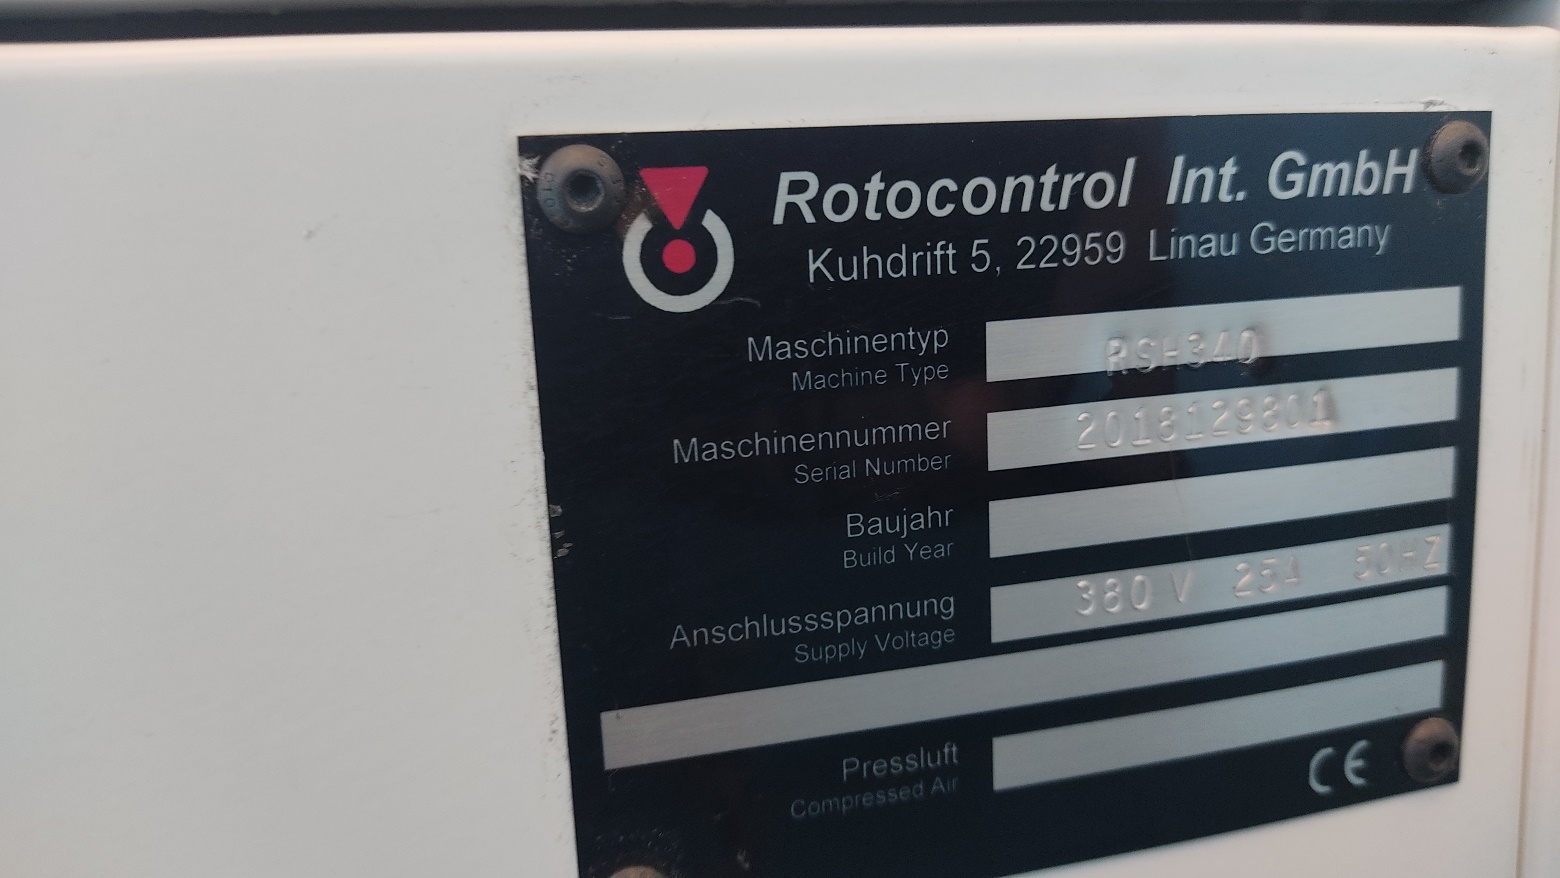 Rotocontrol Int. GmbH
Kuhdrift 5, 22959 Linau Germany
Maschinentyp RSH340
Machine Type
Maschinennummer 2018129801
Serial Number
Baujahr
Build Year
Anschlussspannung 380 V 25A 50HZ
Supply Voltage
Pressluft
Compressed Air
CE